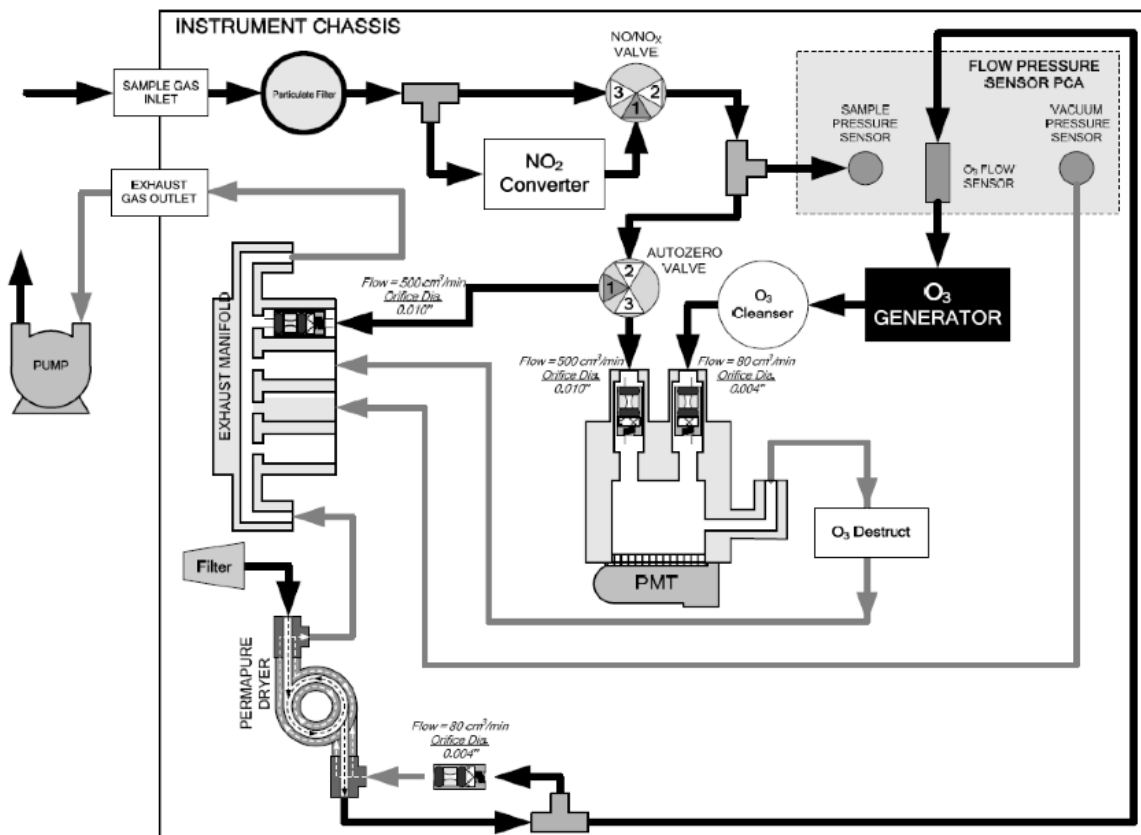 INSTRUMENT CHASSIS
SAMPLE GAS
INLET
Particulate Filter
NO/NOX
VALVE
3
2
1
NO2
Converter
FLOW PRESSURE
SENSOR PCA
SAMPLE
PRESSURE
SENSOR
VACUUM
PRESSURE
SENSOR
O3 FLOW
SENSOR
EXHAUST
GAS OUTLET
PUMP
EXHAUST MANIFOLD
Flow = 500 cm3/min
Orifice Dia.
0.010"
AUTOZERO
VALVE
2
1
3
O3
Cleanser
O3
GENERATOR
Flow = 500 cm3/min
Orifice Dia.
0.010"
Flow = 80 cm3/min
Orifice Dia.
0.004"
O3 Destruct
PMT
Filter
PERMAPURE
DRYER
Flow = 80 cm3/min
Orifice Dia.
0.004"